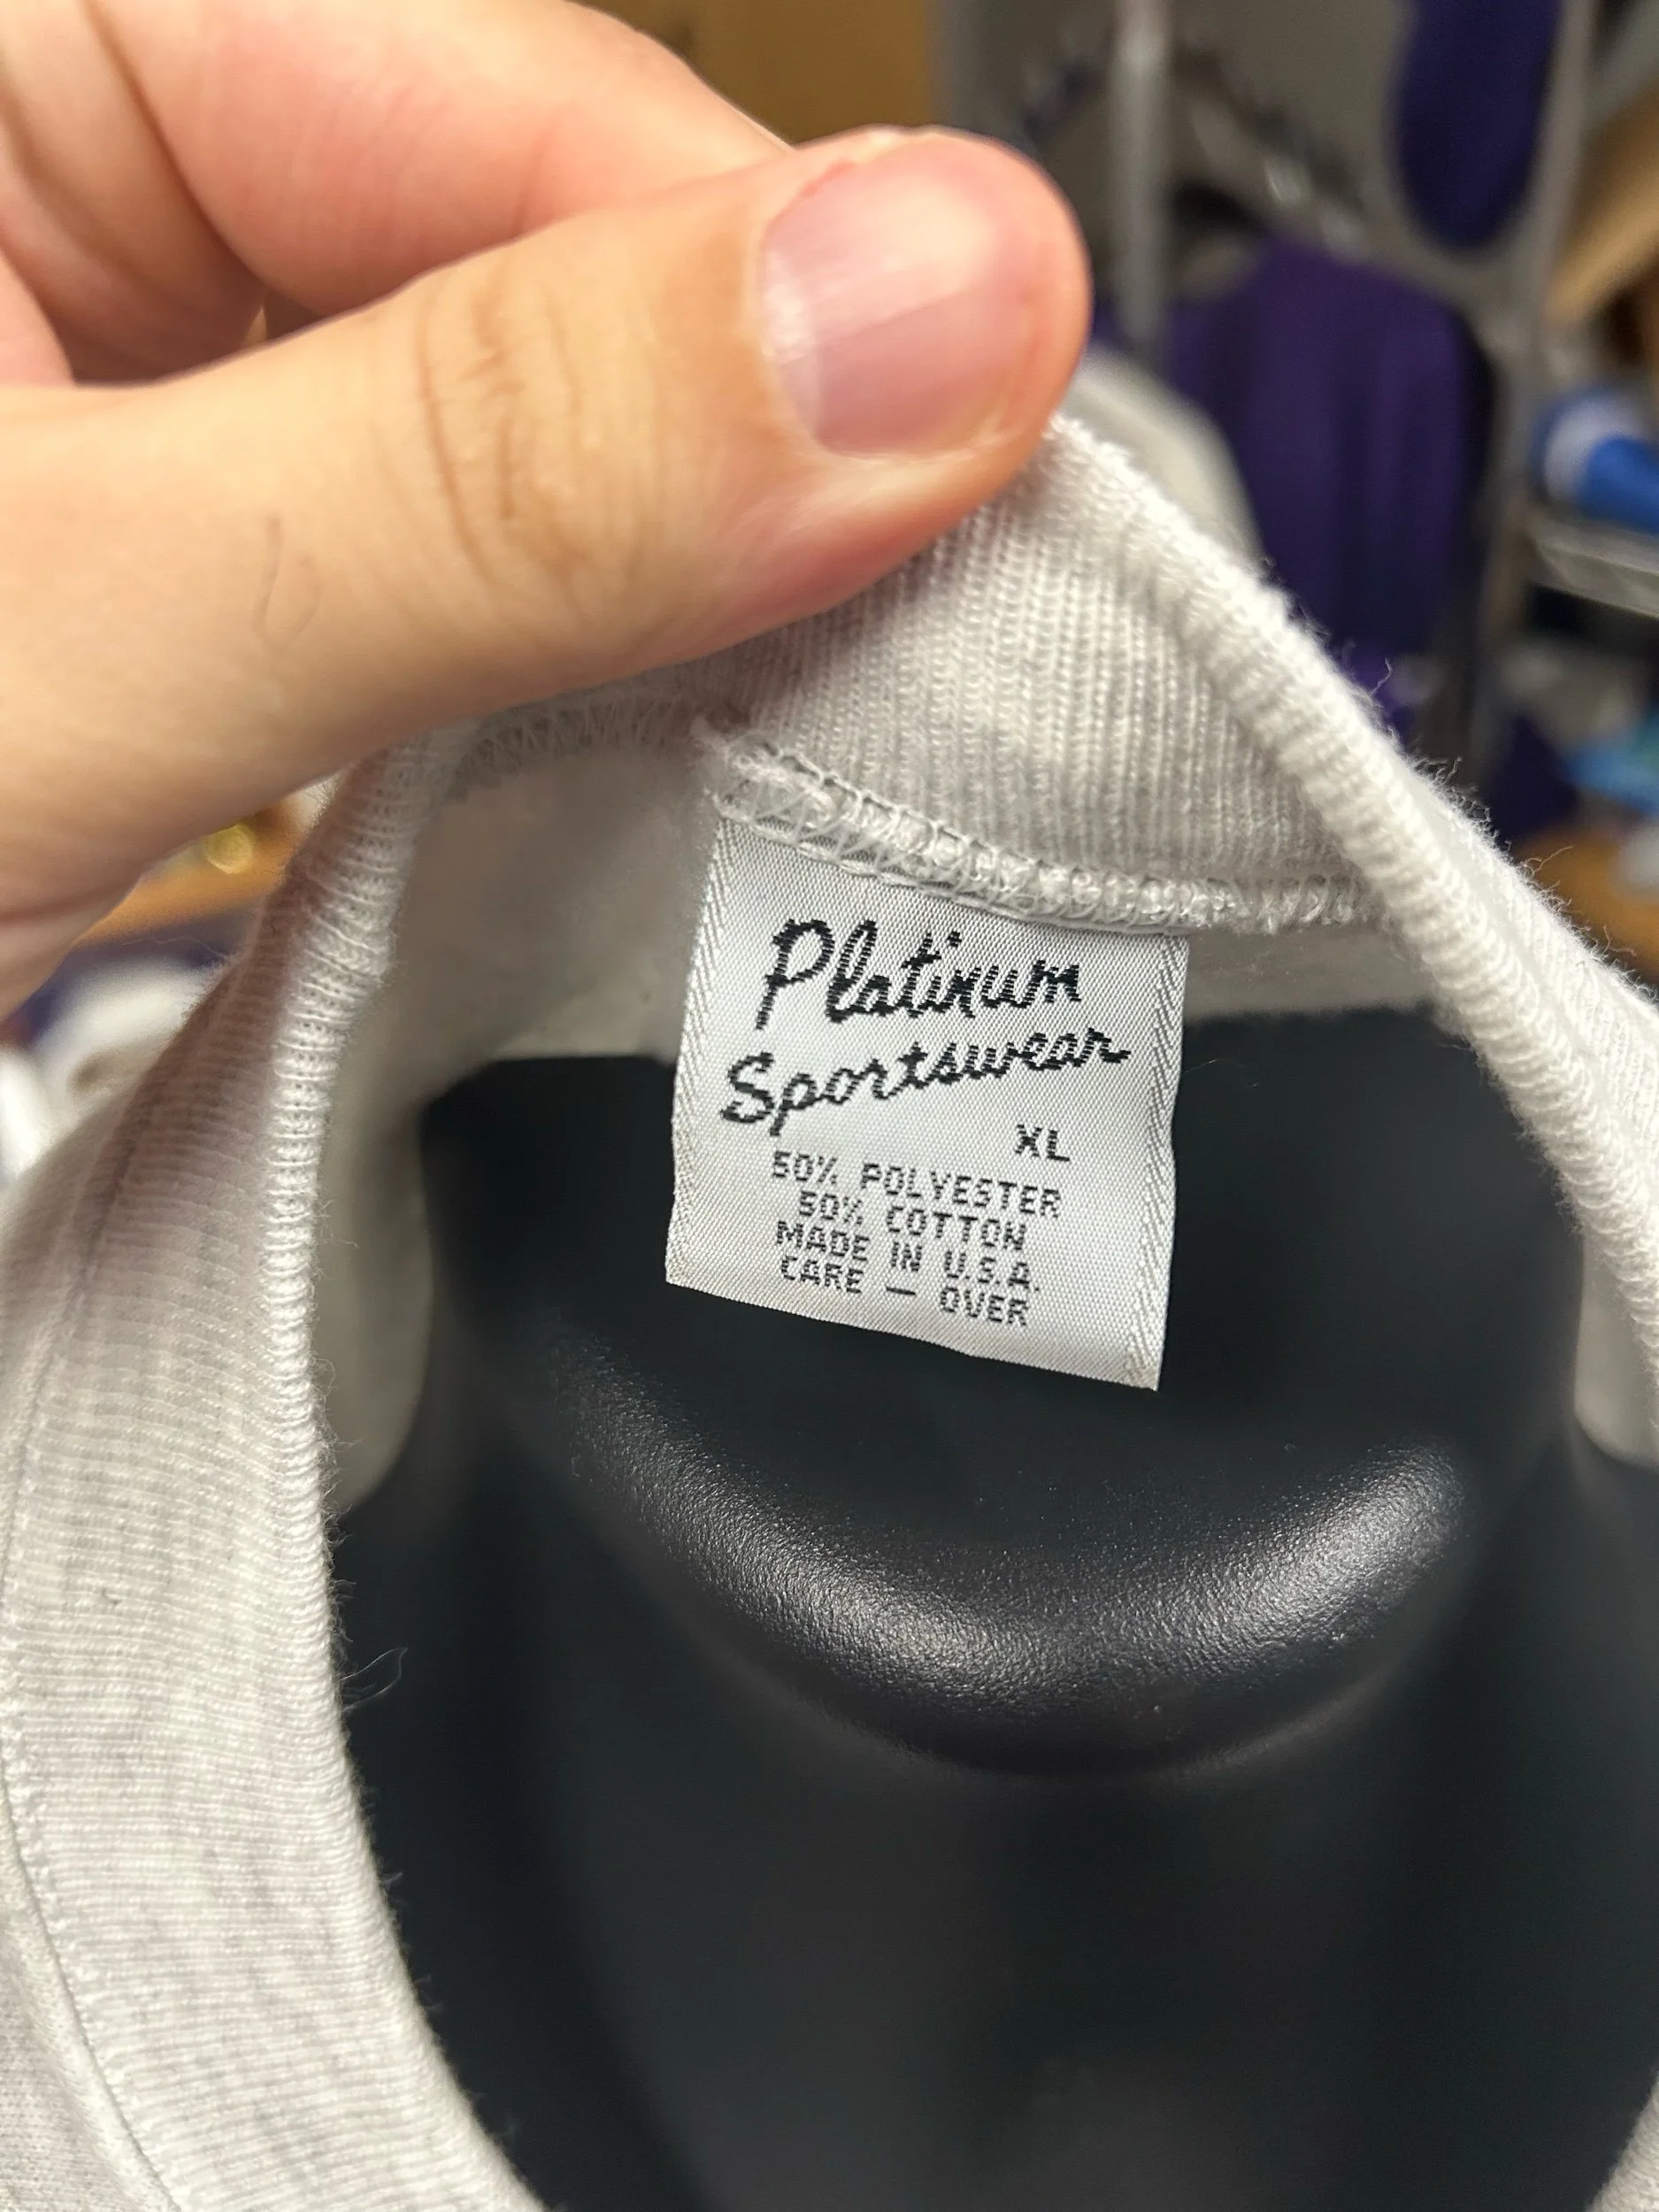 Platinum
Sportswear
XL
50% POLYESTER
50% COTTON
MADE IN U.S.A.
CARE — OVER